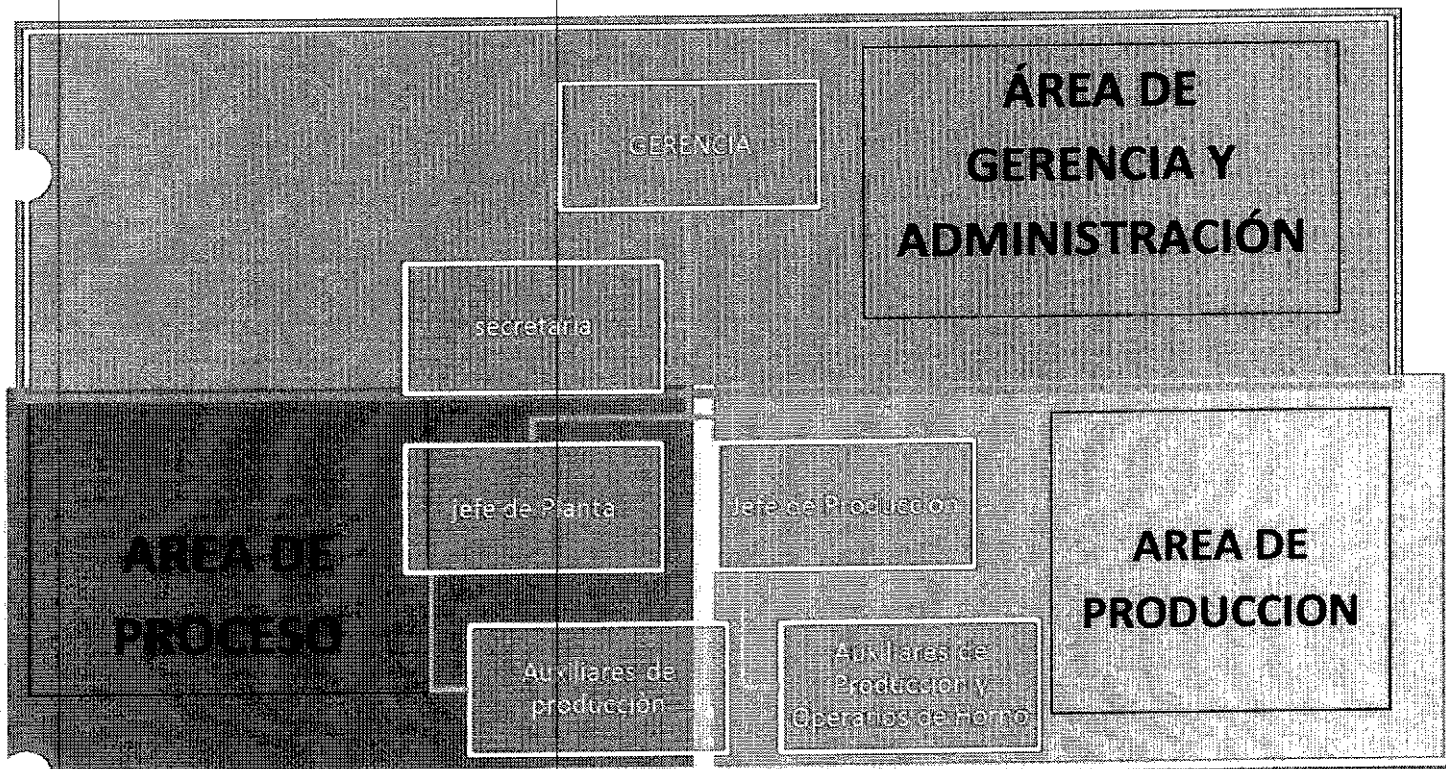 GERENCIA
ÁREA DE
GERENCIA Y
ADMINISTRACIÓN
secretaria
jefe de Planta
Jefe de Produccion
AREA DE
PROCESO
AREA DE
PRODUCCION
Auxiliares de
producción
Auxiliares de
Produccion y
Operarios de Horno